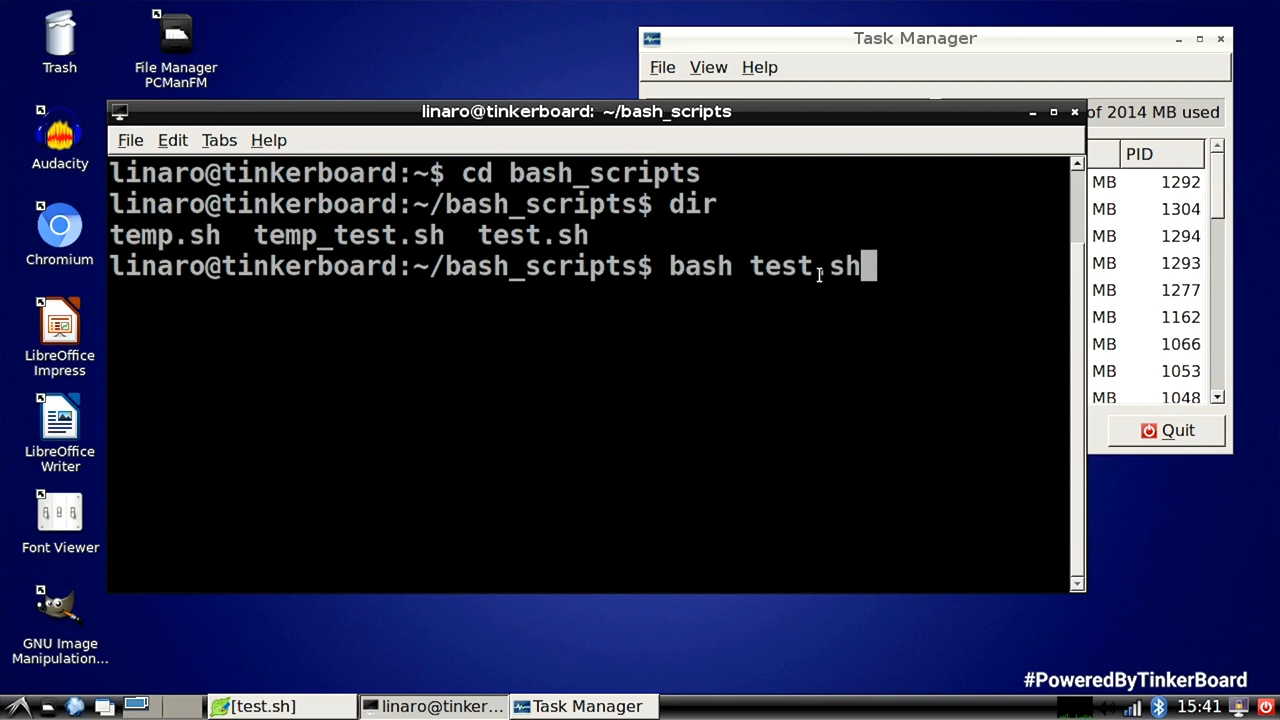 Trash
File Manager
PCManFM
Audacity
Chromium
LibreOffice
Impress
LibreOffice
Writer
Font Viewer
GNU Image
Manipulation...
Task Manager
File View Help
of 2014 MB used
PID
MB 1292
MB 1304
MB 1294
MB 1293
MB 1277
MB 1162
MB 1066
MB 1053
MB 1048
Quit
linaro@tinkerboard: ~/bash_scripts
File Edit Tabs Help
linaro@tinkerboard:~$ cd bash_scripts
linaro@tinkerboard:~/bash_scripts$ dir
temp.sh temp_test.sh test.sh
linaro@tinkerboard:~/bash_scripts$ bash test.sh
#PoweredByTinkerBoard
[test.sh] linaro@tinker... Task Manager 15:41